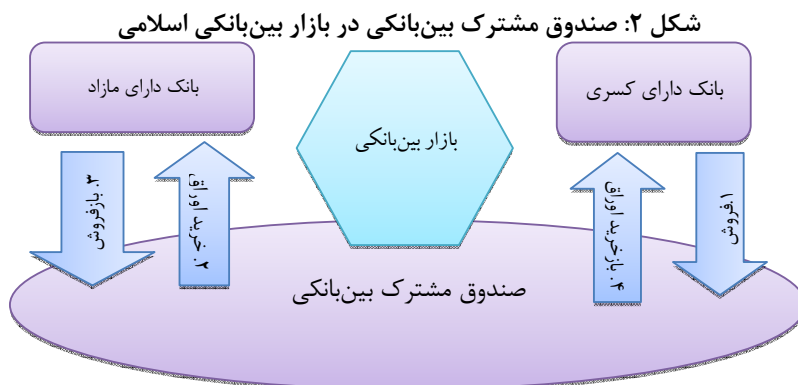 شکل ۲: صندوق مشترک بین‌بانکی در بازار بین‌بانکی اسلامی
بانک دارای کسری
بانک دارای مازاد
بازار بین‌بانکی
۱.فروش
۴. بازخرید اوراق
۲. خرید اوراق
۳. بازفروش
صندوق مشترک بین‌بانکی